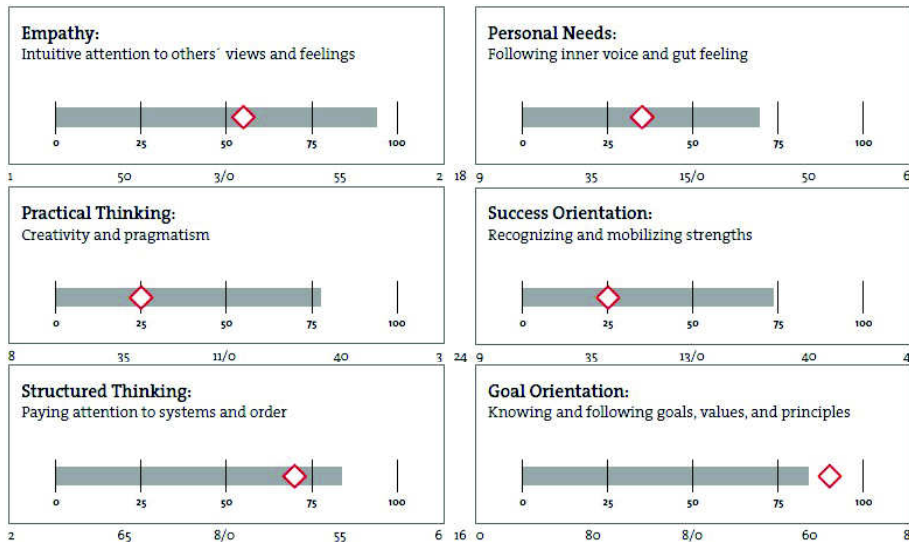 Empathy:
Intuitive attention to others´ views and feelings
0 25 50 75 100
1 50 3/0 55 2 18
Personal Needs:
Following inner voice and gut feeling
0 25 50 75
9 35 15/0 50 6
Practical Thinking:
Creativity and pragmatism
0 25 50 75 100
8 35 11/0 40 3 24
Success Orientation:
Recognizing and mobilizing strengths
0 25 50 75 100
9 35 13/0 40 4
Structured Thinking:
Paying attention to systems and order
0 25 50 75 100
2 65 8/0 55 6 16
Goal Orientation:
Knowing and following goals, values, and principles
0 25 50 75 100
0 80 8/0 60 8